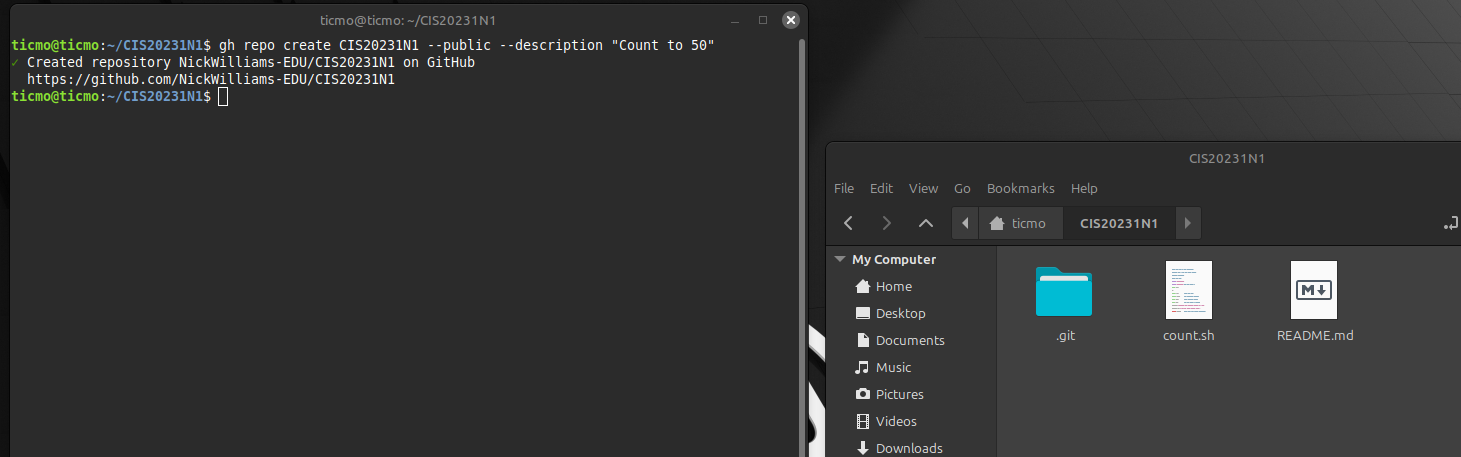 ticmo@ticmo: ~/CIS20231N1
ticmo@ticmo:~/CIS20231N1$ gh repo create CIS20231N1 --public --description "Count to 50"
✓ Created repository NickWilliams-EDU/CIS20231N1 on GitHub
https://github.com/NickWilliams-EDU/CIS20231N1
ticmo@ticmo:~/CIS20231N1$
CIS20231N1
File Edit View Go Bookmarks Help
ticmo CIS20231N1
My Computer
Home
Desktop
Documents
Music
Pictures
Videos
Downloads
.git count.sh README.md